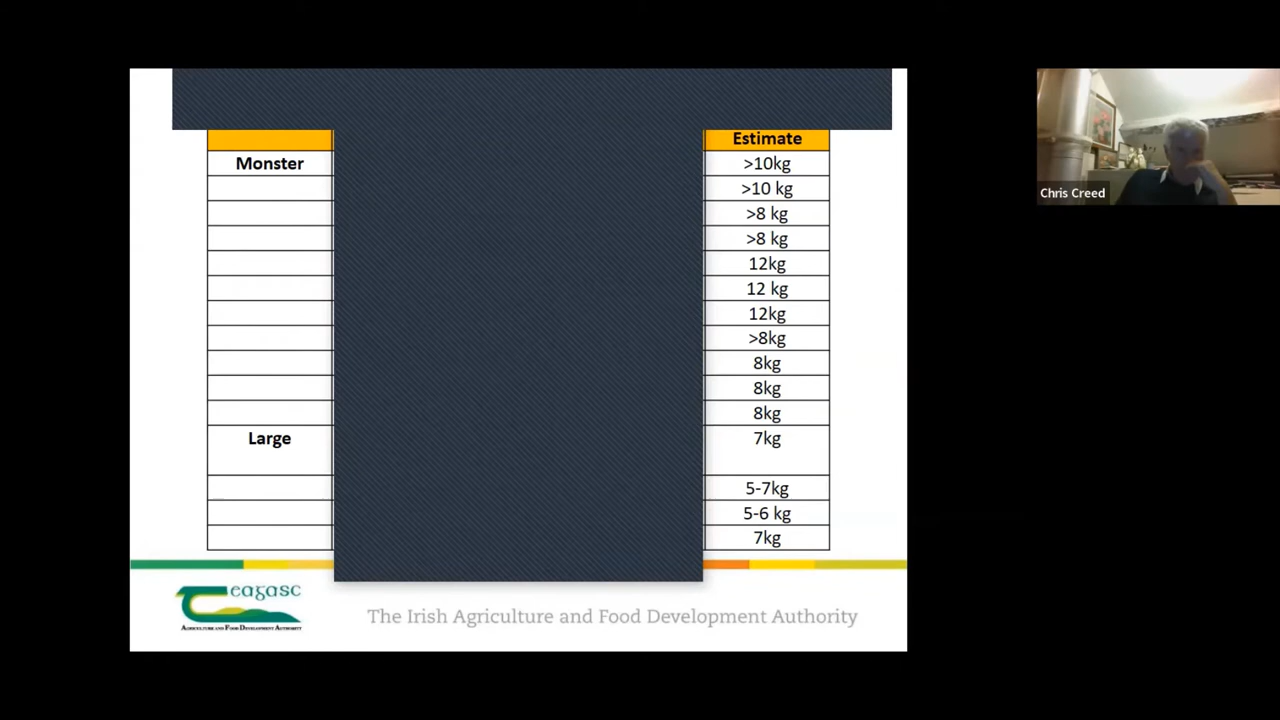 Estimate
Monster >10kg
>10 kg
>8 kg
>8 kg
12kg
12 kg
12kg
>8kg
8kg
8kg
8kg
Large 7kg
5-7kg
5-6 kg
7kg
Chris Creed
eagasc
AGRICULTURE AND FOOD DEVELOPMENT AUTHORITY
The Irish Agriculture and Food Development Authority